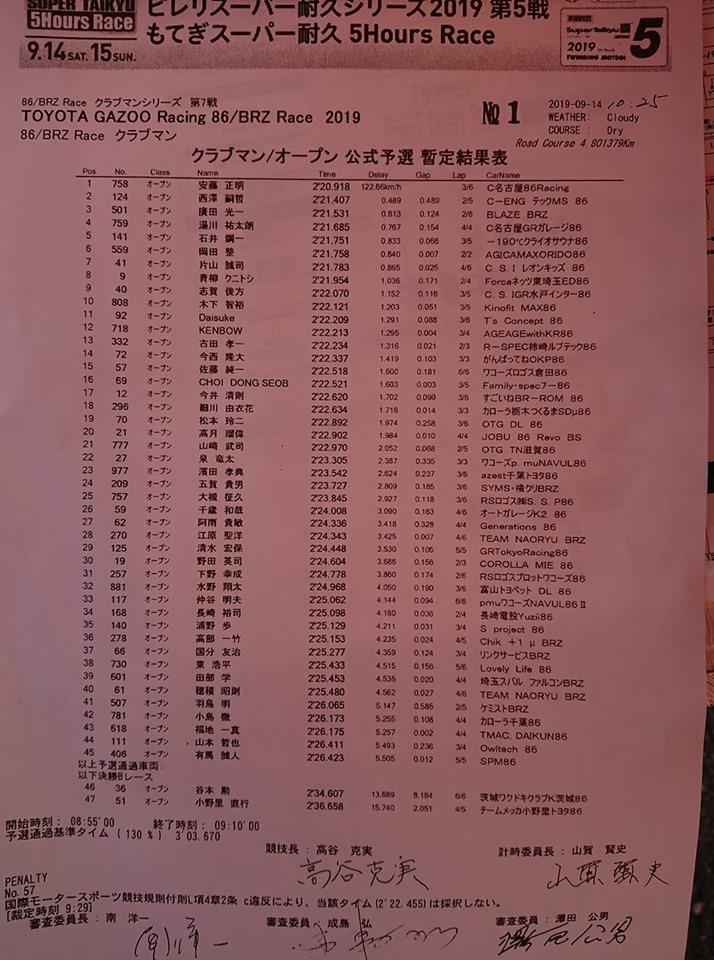 SUPER TAIKYU
5Hours Race
9.14 SAT. 15 SUN.
ピレリスーパー耐久シリーズ2019 第5戦
もてぎスーパー耐久 5Hours Race
SuperTaikyu
2019
TWINRING MOTEGI
5
86/BRZ Race クラブマンシリーズ 第7戦
TOYOTA GAZOO Racing 86/BRZ Race 2019
86/BRZ Race クラブマン
№1
2019-09-14 10:25
WEATHER: Cloudy
COURSE : Dry
Road Course 4.801379Km
クラブマン/オープン 公式予選 暫定結果表
Pos. No. Class Name Time Delay Gap Lap CarName
1 758 オープン 安藤 正明 2'20.918 122.66km/h 3/6 C名古屋86Racing
2 124 オープン 西澤 嗣哲 2'21.407 0.489 0.489 2/5 C-ENG テックMS 86
3 501 オープン 廣田 光一 2'21.531 0.613 0.124 2/6 BLAZE BRZ
4 759 オープン 湯川 祐太朗 2'21.685 0.767 0.154 4/4 C名古屋GRガレージ86
5 141 オープン 石井 鋼一 2'21.751 0.833 0.066 3/5 −190℃クライオサウナ86
6 559 オープン 岡田 整 2'21.758 0.840 0.007 2/2 AGICAMAXORIDO86
7 41 オープン 片山 誠司 2'21.783 0.865 0.025 4/6 C.S.I レオンキッズ 86
8 9 オープン 青柳 クニトシ 2'21.954 1.036 0.171 2/4 Forceネッツ東埼玉ED86
9 40 オープン 志賀 俊方 2'22.070 1.152 0.116 3/5 C.S.IGR水戸インター86
10 808 オープン 木下 智裕 2'22.121 1.203 0.051 3/5 Kinofit MAX86
11 92 オープン Daisuke 2'22.209 1.291 0.088 3/6 T's Concept 86
12 718 オープン KENBOW 2'22.213 1.295 0.004 3/4 AGEAGEwithKR86
13 332 オープン 古田 孝一 2'22.234 1.316 0.021 2/3 R-SPEC柿崎ルブテック86
14 72 オープン 今西 隆大 2'22.337 1.419 0.103 3/3 がんばってねOKP86
15 57 オープン 佐藤 純一 2'22.518 1.600 0.181 6/6 ワコーズロゴス倉田86
16 69 オープン CHOI DONG SEOB 2'22.521 1.603 0.003 3/5 Family・spec7-86
17 12 オープン 今井 清則 2'22.620 1.702 0.099 3/6 すごいねBR-ROM 86
18 296 オープン 細川 由衣花 2'22.634 1.716 0.014 3/3 カローラ栃木つくるまSDμ86
19 70 オープン 松本 玲二 2'22.892 1.974 0.258 3/6 OTG DL 86
20 21 オープン 高月 瑠偉 2'22.902 1.984 0.010 4/4 JOBU 86 Revo BS
21 777 オープン 山崎 武司 2'22.970 2.052 0.068 2/5 OTG TN滋賀86
22 27 オープン 泉 竜太 2'23.305 2.387 0.335 3/3 ワコーズp.muNAVUL86
23 977 オープン 濱田 孝典 2'23.542 2.624 0.237 3/6 azest千葉トヨタ86
24 209 オープン 五賀 貴男 2'23.727 2.809 0.185 3/6 SYMS・橙クリBRZ
25 757 オープン 大槻 征久 2'23.845 2.927 0.118 3/6 RSロゴス㈱S.S.P86
26 59 オープン 千歳 和哉 2'24.008 3.090 0.163 4/6 オートガレージK2 86
27 62 オープン 阿南 貴敏 2'24.336 3.418 0.328 4/4 Generations 86
28 270 オープン 江原 聖洋 2'24.343 3.425 0.007 4/6 TEAM NAORYU BRZ
29 125 オープン 清水 宏保 2'24.448 3.530 0.105 5/5 GRTokyoRacing86
30 19 オープン 野田 英司 2'24.604 3.686 0.156 2/3 COROLLA MIE 86
31 257 オープン 下野 幸成 2'24.778 3.860 0.174 2/6 RSロゴスブロットワコーズ86
32 881 オープン 水野 翔太 2'24.968 4.050 0.190 3/6 富山トヨペット DL 86
33 117 オープン 仲谷 明夫 2'25.062 4.144 0.094 6/6 pmuワコーズNAVUL86Ⅱ
34 168 オープン 長崎 裕司 2'25.098 4.180 0.036 2/4 長崎電設Yuzii86
35 140 オープン 浦野 歩 2'25.129 4.211 0.031 3/4 S project 86
36 278 オープン 高部 一竹 2'25.153 4.235 0.024 4/5 Chik +1μ BRZ
37 66 オープン 国分 友治 2'25.277 4.359 0.124 3/4 リンクサービスBRZ
38 730 オープン 東 浩平 2'25.433 4.515 0.156 5/6 Lovely Life 86
39 601 オープン 田部 学 2'25.453 4.535 0.020 4/4 埼玉スバル ファルコンBRZ
40 61 オープン 穂積 昭則 2'25.480 4.562 0.027 4/6 TEAM NAORYU BRZ
41 507 オープン 羽鳥 明 2'26.065 5.147 0.585 2/5 ケミストBRZ
42 781 オープン 小島 徹 2'26.173 5.255 0.108 2/4 カローラ千葉86
43 618 オープン 福地 一真 2'26.175 5.257 0.002 4/4 TMAC. DAIKUN86
44 111 オープン 山本 哲也 2'26.411 5.493 0.236 3/4 Owltech 86
45 406 オープン 有馬 誠人 2'26.423 5.505 0.012 5/5 SPM86
以上予選通過車両:
以下決勝Bレース
46 36 オープン 谷本 勲 2'34.607 13.689 8.184 6/6 茨城ワクドキクラブK茨城86
47 51 オープン 小野里 直行 2'36.658 15.740 2.051 4/5 チームメッカ小野里トヨタ86
開始時刻: 08:55'00 終了時刻: 09:10'00
予選通過基準タイム (130%) 3'03.670
競技長: 高谷 克実
計時委員長: 山賀 賢史
高谷克実
PENALTY
No. 57
国際モータースポーツ競技規則付則L項4章2条 c違反により、当該タイム(2'22.455)は採択しない。
[裁定時刻 9:29]
審査委員長: 南 洋一
審査委員: 成島 弘
審査委員: 澤田 公男